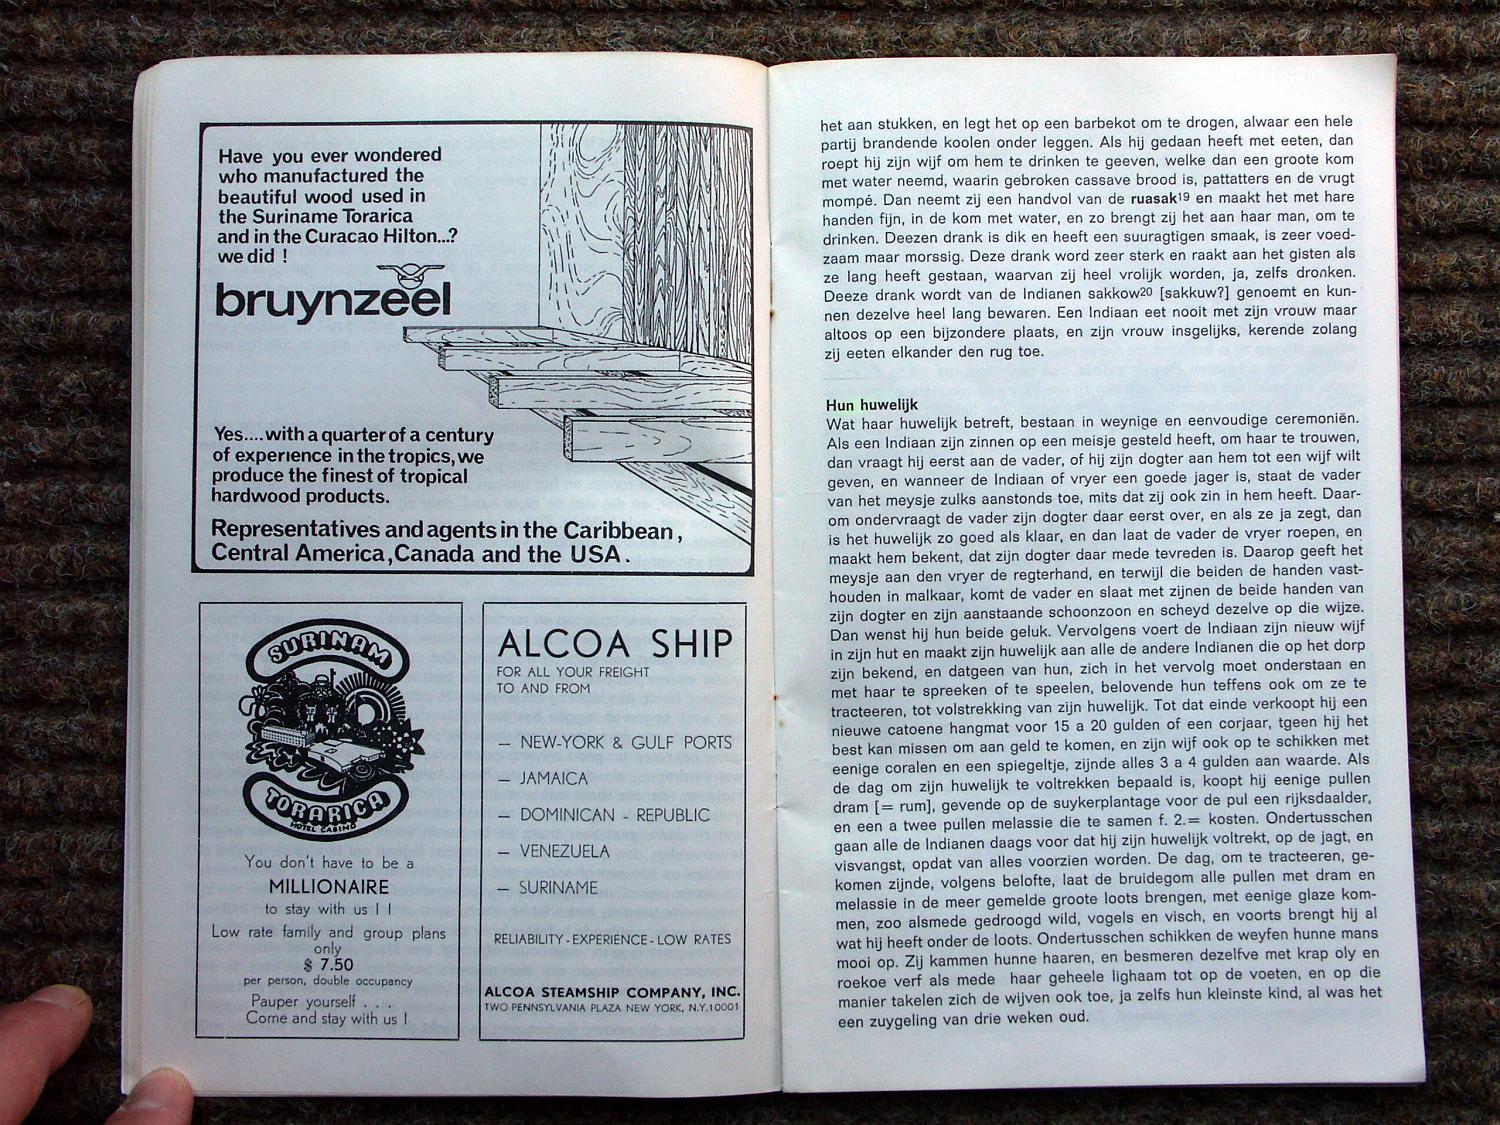 Have you ever wondered
who manufactured the
beautiful wood used in
the Suriname Torarica
and in the Curacao Hilton...?
we did !
bruynzeel
Yes....with a quarter of a century
of experience in the tropics, we
produce the finest of tropical
hardwood products.
Representatives and agents in the Caribbean,
Central America, Canada and the USA.
SURINAM
TORARICA
HOTEL CASINO
You don't have to be a
MILLIONAIRE
to stay with us ! !
Low rate family and group plans
only
$ 7.50
per person, double occupancy
Pauper yourself . . .
Come and stay with us !
ALCOA SHIP
FOR ALL YOUR FREIGHT
TO AND FROM
— NEW-YORK & GULF PORTS
— JAMAICA
— DOMINICAN - REPUBLIC
— VENEZUELA
— SURINAME
RELIABILITY - EXPERIENCE - LOW RATES
ALCOA STEAMSHIP COMPANY, INC.
TWO PENNSYLVANIA PLAZA NEW YORK, N.Y. 10001
het aan stukken, en legt het op een barbekot om te drogen, alwaar een hele
partij brandende koolen onder leggen. Als hij gedaan heeft met eeten, dan
roept hij zijn wijf om hem te drinken te geeven, welke dan een groote kom
met water neemd, waarin gebroken cassave brood is, pattatters en de vrugt
mompé. Dan neemt zij een handvol van de ruasak19 en maakt het met hare
handen fijn, in de kom met water, en zo brengt zij het aan haar man, om te
drinken. Deezen drank is dik en heeft een suuragtigen smaak, is zeer voed-
zaam maar morssig. Deze drank word zeer sterk en raakt aan het gisten als
ze lang heeft gestaan, waarvan zij heel vrolijk worden, ja, zelfs dronken.
Deeze drank wordt van de Indianen sakkow20 [sakkuw?] genoemt en kun-
nen dezelve heel lang bewaren. Een Indiaan eet nooit met zijn vrouw maar
altoos op een bijzondere plaats, en zijn vrouw insgelijks, kerende zolang
zij eeten elkander den rug toe.
Hun huwelijk
Wat haar huwelijk betreft, bestaan in weynige en eenvoudige ceremoniën.
Als een Indiaan zijn zinnen op een meisje gesteld heeft, om haar te trouwen,
dan vraagt hij eerst aan de vader, of hij zijn dogter aan hem tot een wijf wilt
geven, en wanneer de Indiaan of vryer een goede jager is, staat de vader
van het meysje zulks aanstonds toe, mits dat zij ook zin in hem heeft. Daar-
om ondervraagt de vader zijn dogter daar eerst over, en als ze ja zegt, dan
is het huwelijk zo goed als klaar, en dan laat de vader de vryer roepen, en
maakt hem bekent, dat zijn dogter daar mede tevreden is. Daarop geeft het
meysje aan den vryer de regterhand, en terwijl die beiden de handen vast-
houden in malkaar, komt de vader en slaat met zijnen de beide handen van
zijn dogter en zijn aanstaande schoonzoon en scheyd dezelve op die wijze.
Dan wenst hij hun beide geluk. Vervolgens voert de Indiaan zijn nieuw wijf
in zijn hut en maakt zijn huwelijk aan alle de andere Indianen die op het dorp
zijn bekend, en datgeen van hun, zich in het vervolg moet onderstaan en
met haar te spreeken of te speelen, belovende hun teffens ook om ze te
tracteeren, tot volstrekking van zijn huwelijk. Tot dat einde verkoopt hij een
nieuwe catoene hangmat voor 15 a 20 gulden of een corjaar, tgeen hij het
best kan missen om aan geld te komen, en zijn wijf ook op te schikken met
eenige coralen en een spiegeltje, zijnde alles 3 a 4 gulden aan waarde. Als
de dag om zijn huwelijk te voltrekken bepaald is, koopt hij eenige pullen
dram [= rum], gevende op de suykerplantage voor de pul een rijksdaalder,
en een a twee pullen melassie die te samen f. 2.= kosten. Ondertusschen
gaan alle de Indianen daags voor dat hij zijn huwelijk voltrekt, op de jagt, en
visvangst, opdat van alles voorzien worden. De dag, om te tracteeren, ge-
komen zijnde, volgens belofte, laat de bruidegom alle pullen met dram en
melassie in de meer gemelde groote loots brengen, met eenige glaze kom-
men, zoo alsmede gedroogd wild, vogels en visch, en voorts brengt hij al
wat hij heeft onder de loots. Ondertusschen schikken de weyfen hunne mans
mooi op. Zij kammen hunne haaren, en besmeren dezelfve met krap oly en
roekoe verf als mede haar geheele lighaam tot op de voeten, en op die
manier takelen zich de wijven ook toe, ja zelfs hun kleinste kind, al was het
een zuygeling van drie weken oud.